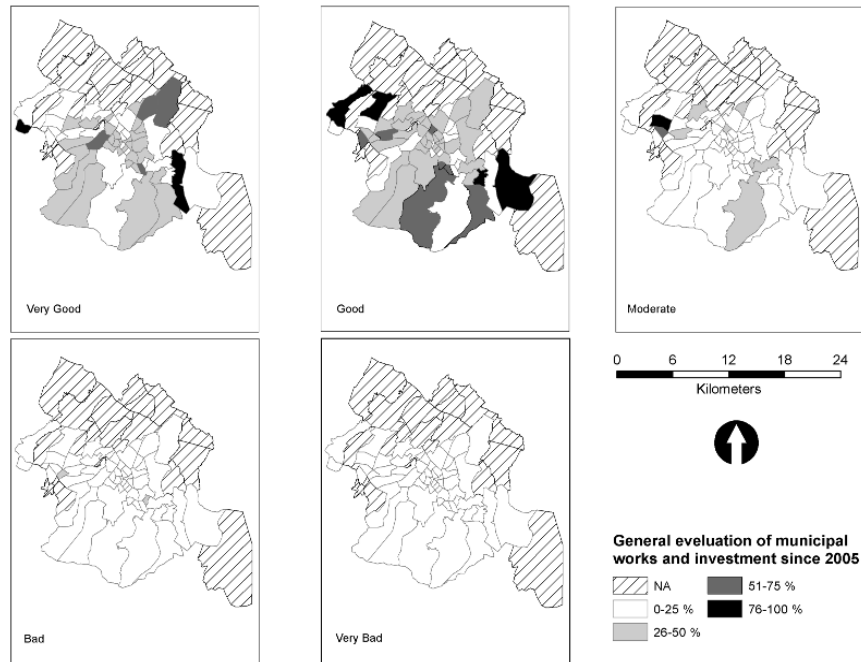 Very Good
Good
Moderate
0 6 12 18 24
Kilometers
Bad
Very Bad
General eveluation of municipal
works and investment since 2005
NA
51-75 %
0-25 %
76-100 %
26-50 %